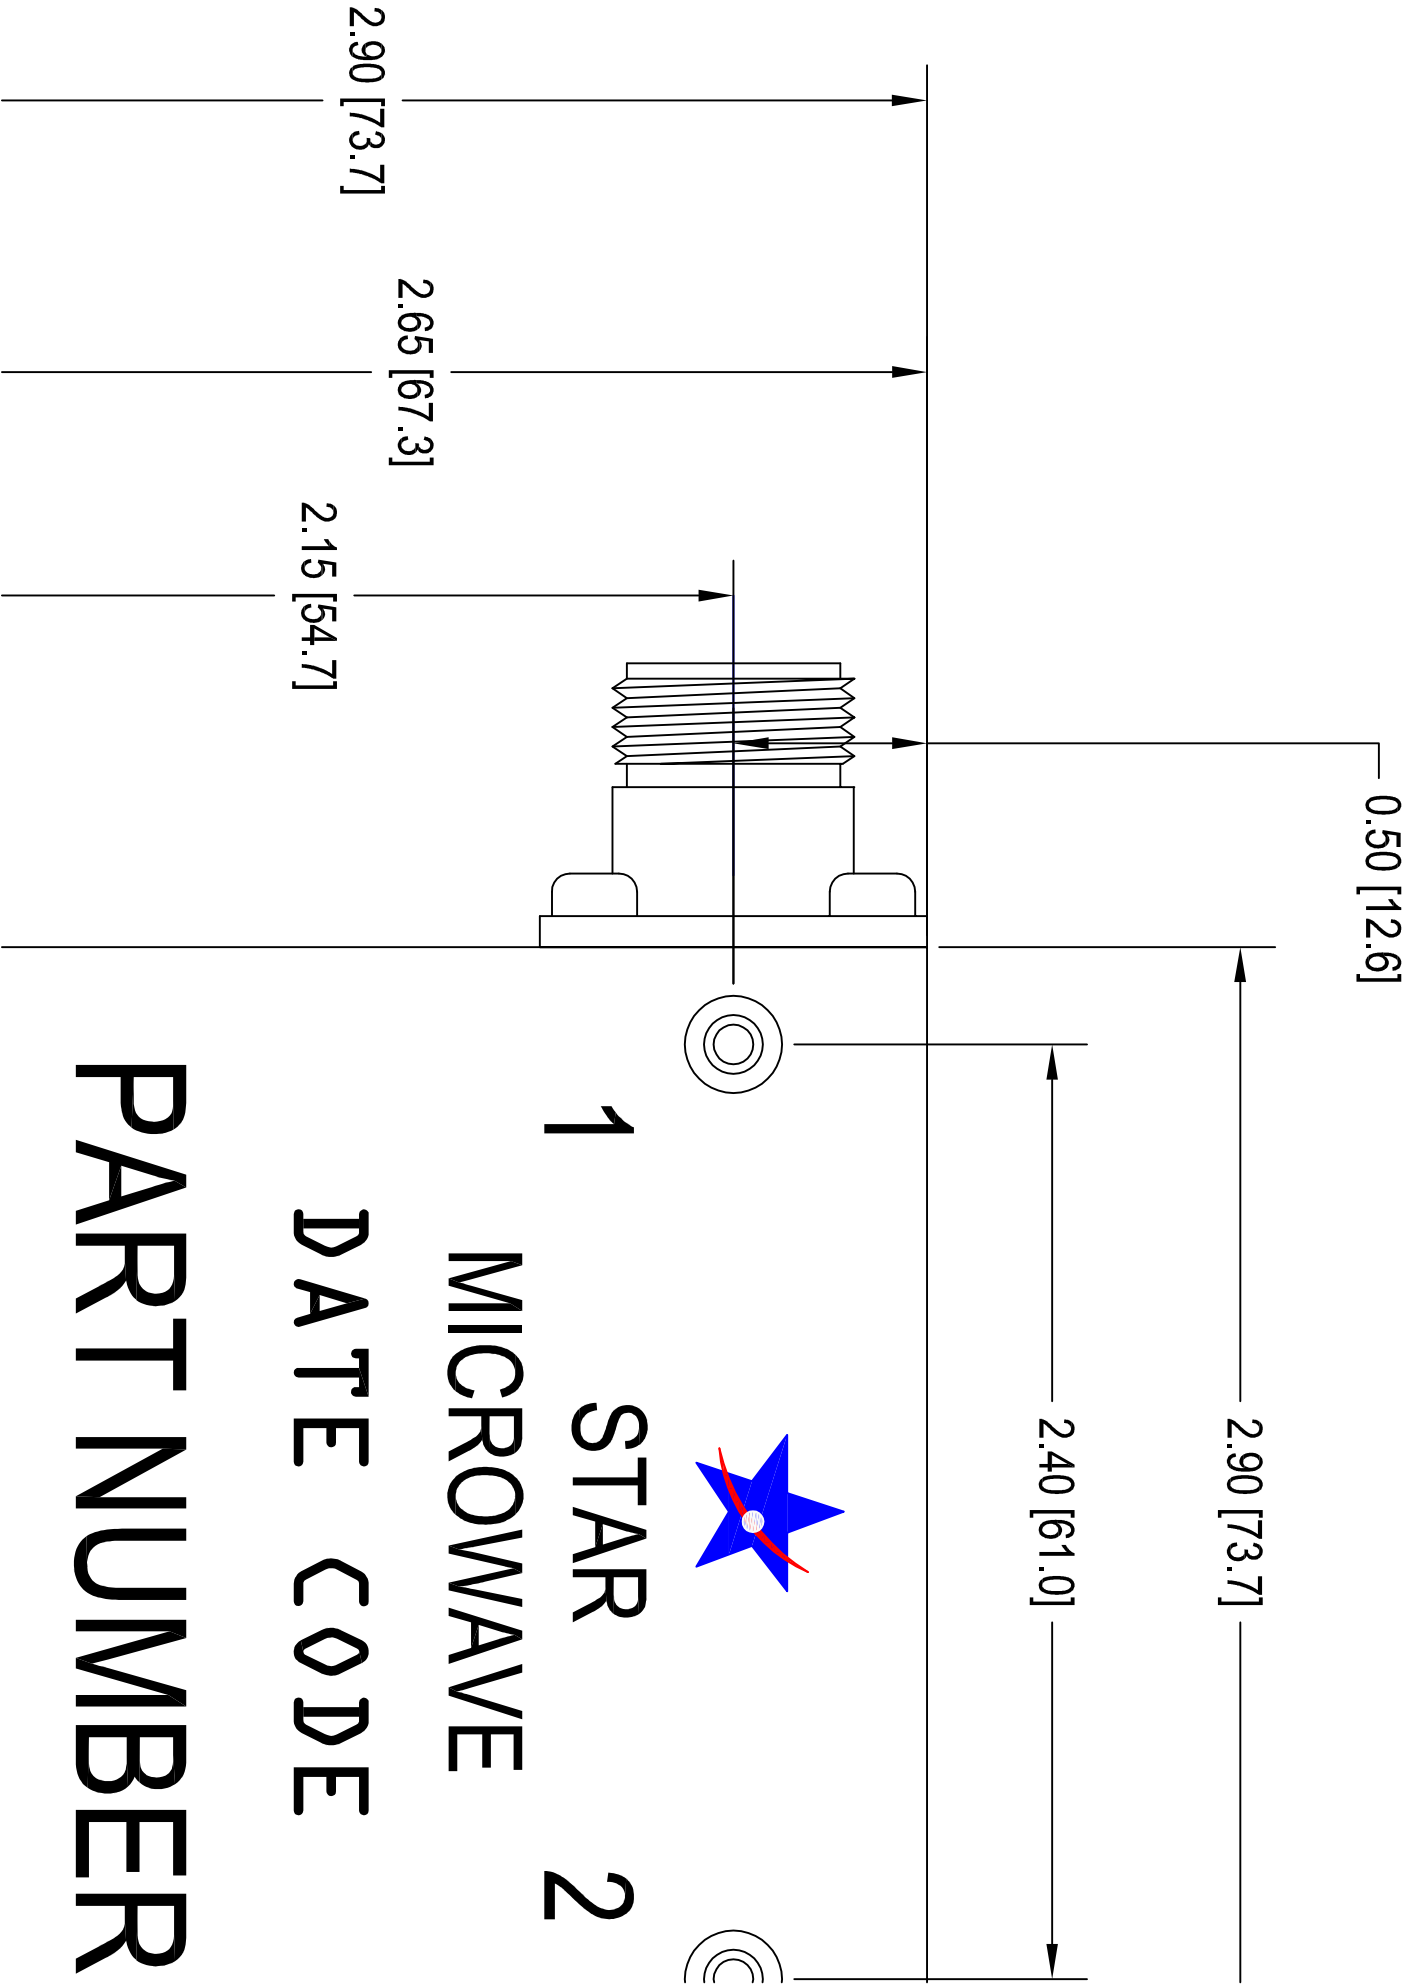 0.50 [12.6]
2.90 [73.7]
2.40 [61.0]
2.90 [73.7]
2.65 [67.3]
2.15 [54.7]
1
2
STAR
MICROWAVE
DATE CODE
PART NUMBER